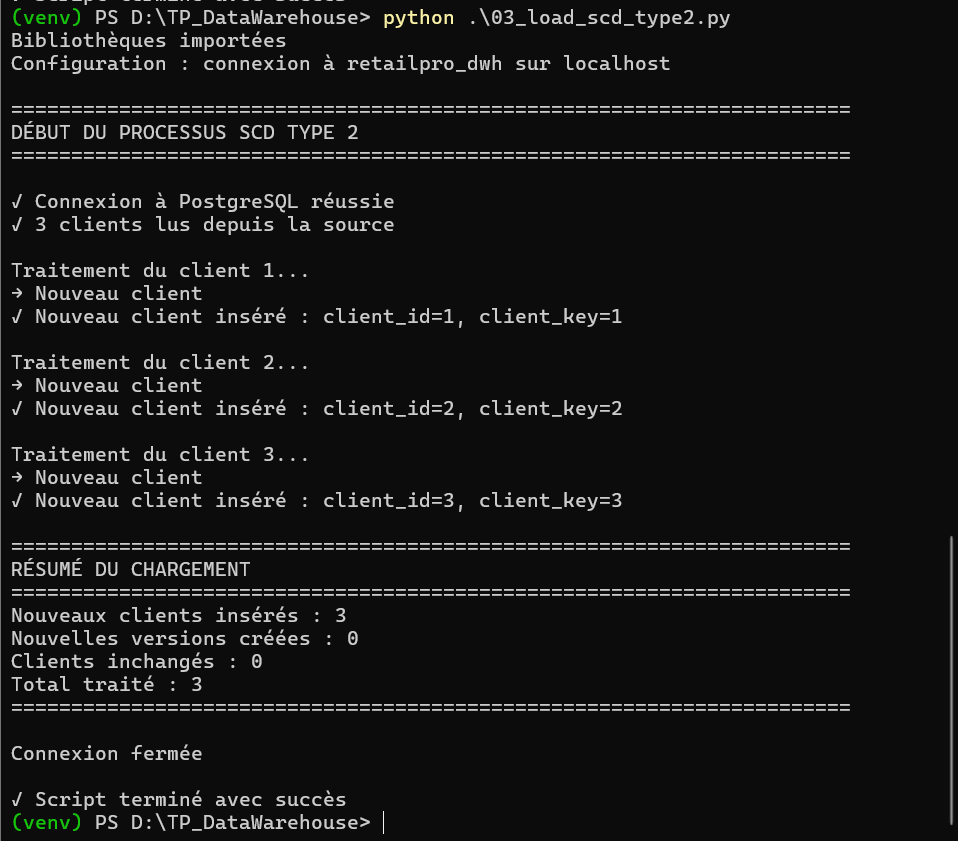 (venv) PS D:\TP_DataWarehouse> python .\03_load_scd_type2.py
Bibliothèques importées
Configuration : connexion à retailpro_dwh sur localhost
======================================================================
DÉBUT DU PROCESSUS SCD TYPE 2
======================================================================
√ Connexion à PostgreSQL réussie
√ 3 clients lus depuis la source
Traitement du client 1...
→ Nouveau client
√ Nouveau client inséré : client_id=1, client_key=1
Traitement du client 2...
→ Nouveau client
√ Nouveau client inséré : client_id=2, client_key=2
Traitement du client 3...
→ Nouveau client
√ Nouveau client inséré : client_id=3, client_key=3
======================================================================
RÉSUMÉ DU CHARGEMENT
======================================================================
Nouveaux clients insérés : 3
Nouvelles versions créées : 0
Clients inchangés : 0
Total traité : 3
======================================================================
Connexion fermée
√ Script terminé avec succès
(venv) PS D:\TP_DataWarehouse>